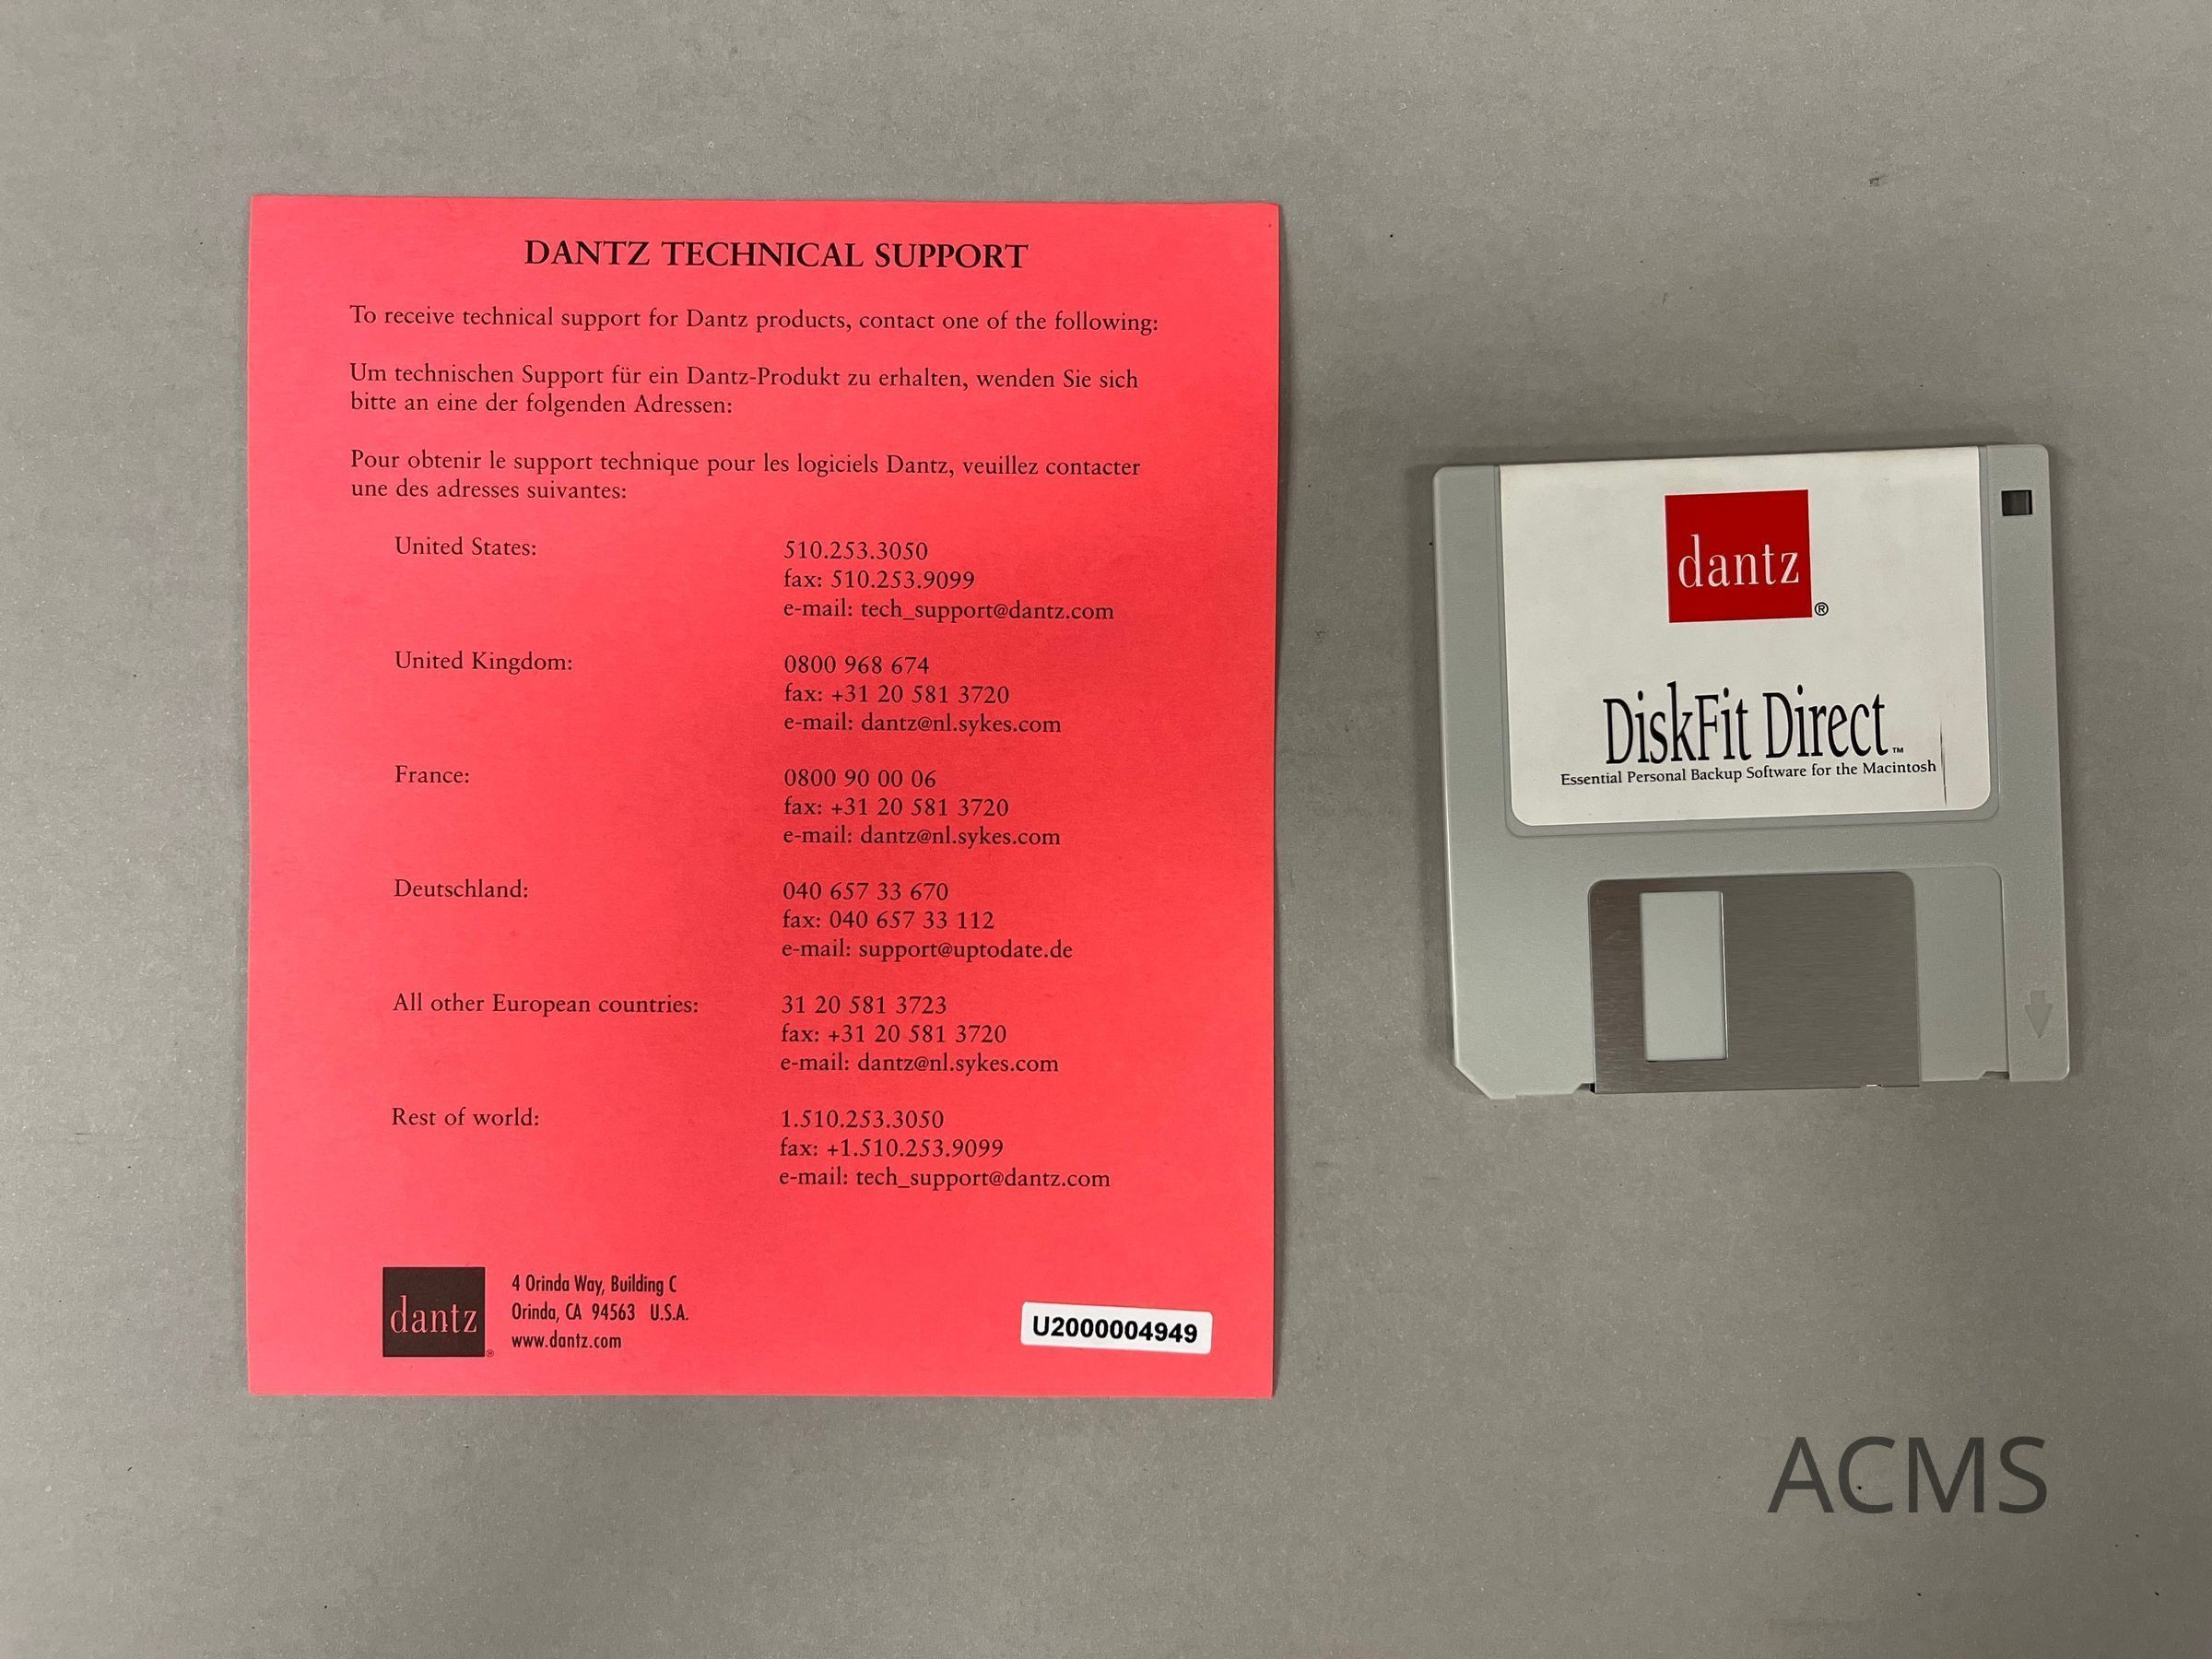 DANTZ TECHNICAL SUPPORT
To receive technical support for Dantz products, contact one of the following:
Um technischen Support für ein Dantz-Produkt zu erhalten, wenden Sie sich
bitte an eine der folgenden Adressen:
Pour obtenir le support technique pour les logiciels Dantz, veuillez contacter
une des adresses suivantes:
United States: 510.253.3050
fax: 510.253.9099
e-mail: tech_support@dantz.com
United Kingdom: 0800 968 674
fax: +31 20 581 3720
e-mail: dantz@nl.sykes.com
France: 0800 90 00 06
fax: +31 20 581 3720
e-mail: dantz@nl.sykes.com
Deutschland: 040 657 33 670
fax: 040 657 33 112
e-mail: support@uptodate.de
All other European countries: 31 20 581 3723
fax: +31 20 581 3720
e-mail: dantz@nl.sykes.com
Rest of world: 1.510.253.3050
fax: +1.510.253.9099
e-mail: tech_support@dantz.com
dantz®
4 Orinda Way, Building C
Orinda, CA 94563 U.S.A.
www.dantz.com
U2000004949
dantz®
DiskFit Direct™
Essential Personal Backup Software for the Macintosh
ACMS